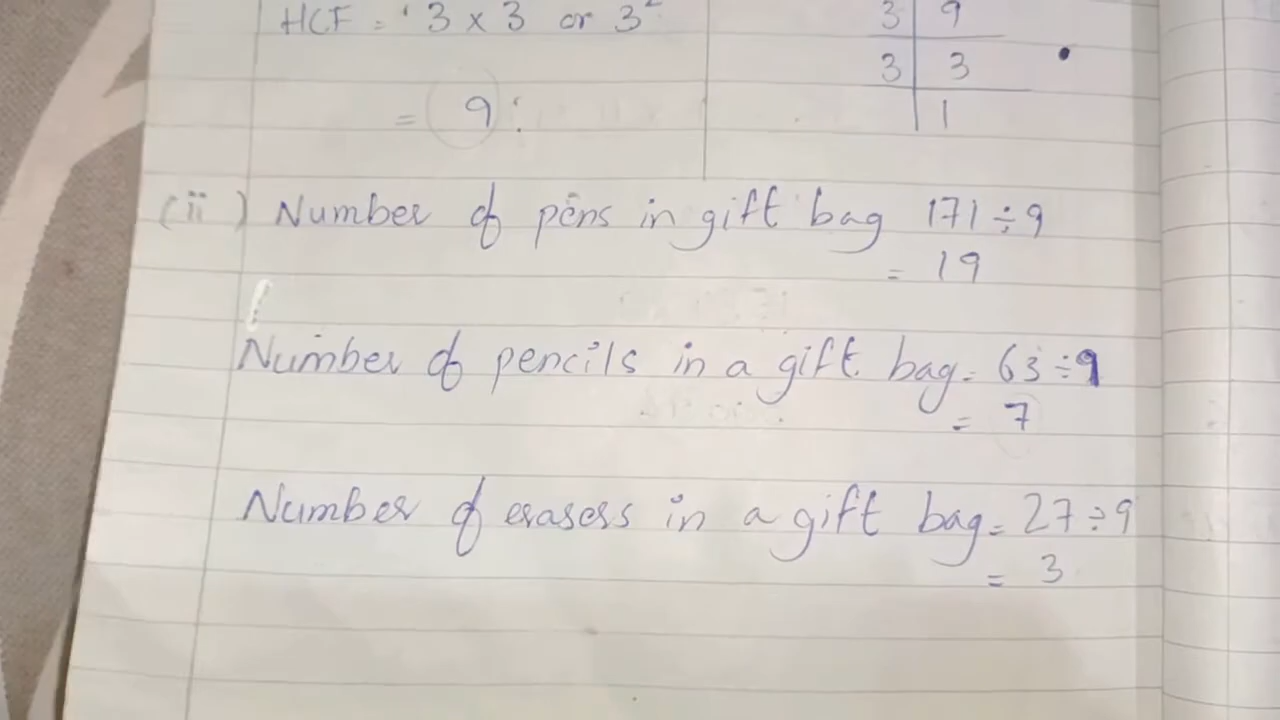 HCF = 3 x 3 or 3²
= 9
3 | 9
3 | 3
1
(ii) Number of pens in gift bag 171 ÷ 9
= 19
Number of pencils in a gift bag = 63 ÷ 9
= 7
Number of erasers in a gift bag = 27 ÷ 9
= 3